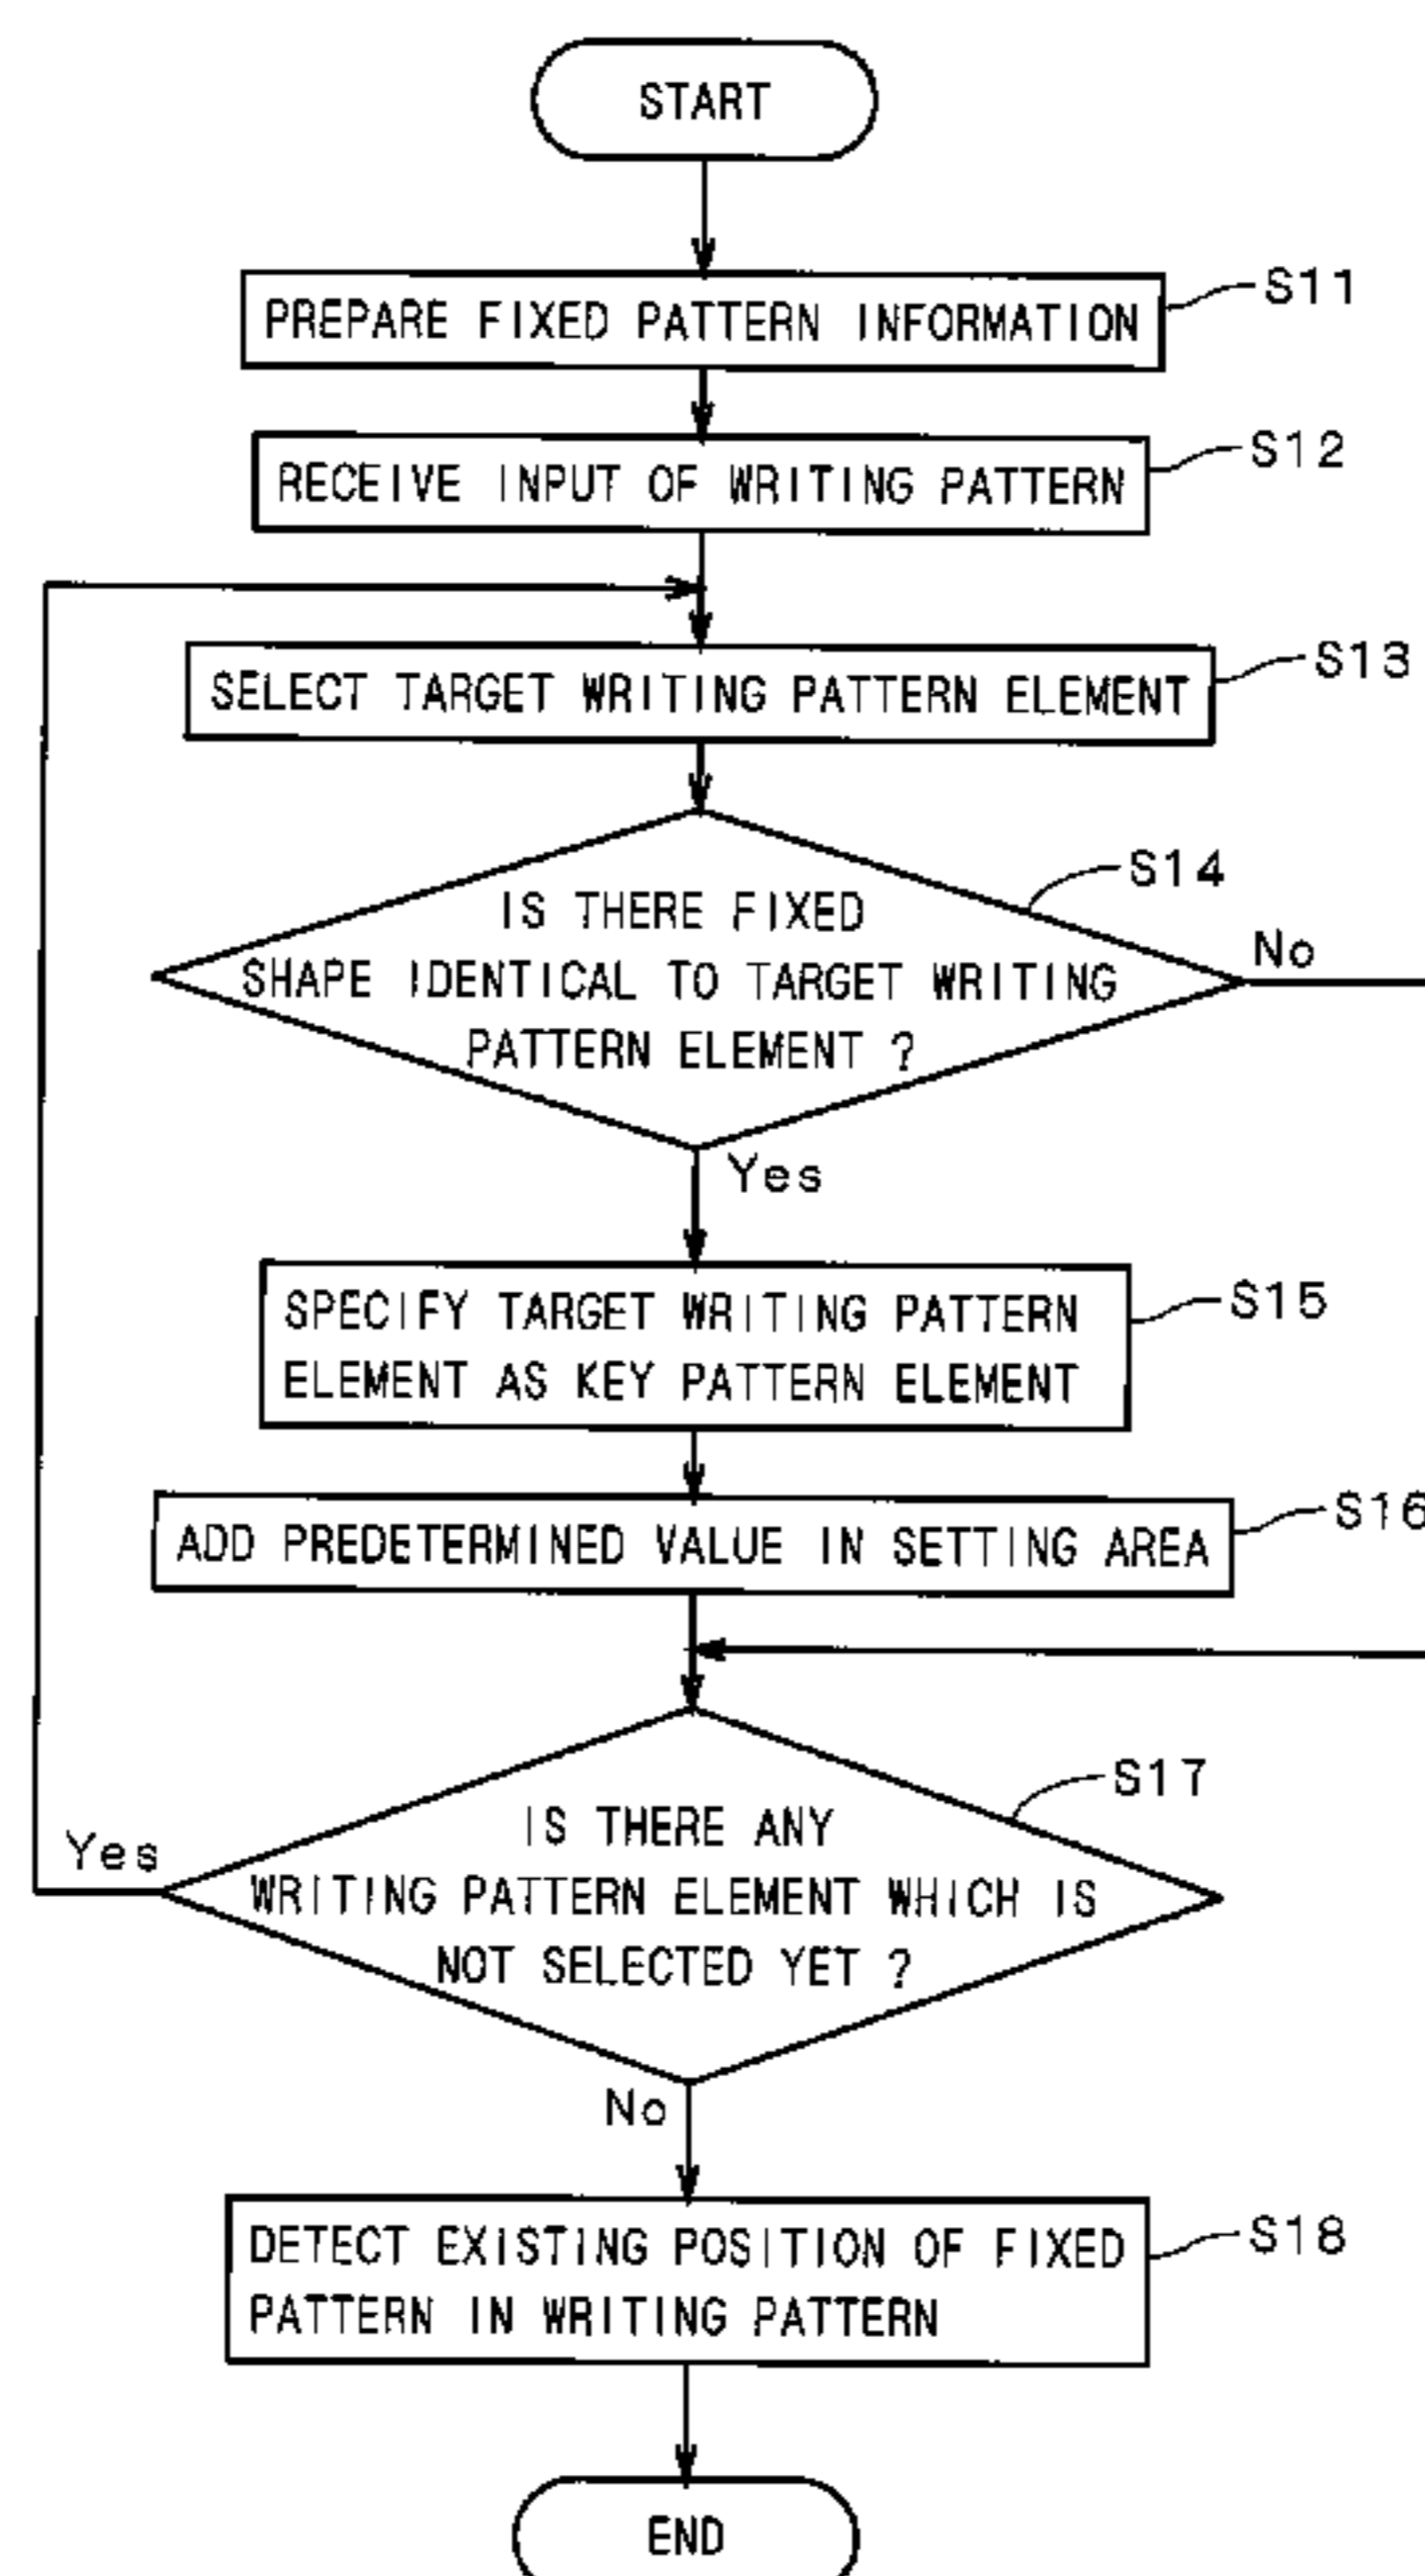 START
PREPARE FIXED PATTERN INFORMATION
S11
RECEIVE INPUT OF WRITING PATTERN
S12
SELECT TARGET WRITING PATTERN ELEMENT
S13
S14
IS THERE FIXED
SHAPE IDENTICAL TO TARGET WRITING
PATTERN ELEMENT ?
No
Yes
SPECIFY TARGET WRITING PATTERN
ELEMENT AS KEY PATTERN ELEMENT
S15
ADD PREDETERMINED VALUE IN SETTING AREA
S16
S17
IS THERE ANY
WRITING PATTERN ELEMENT WHICH IS
NOT SELECTED YET ?
Yes
No
DETECT EXISTING POSITION OF FIXED
PATTERN IN WRITING PATTERN
S18
END